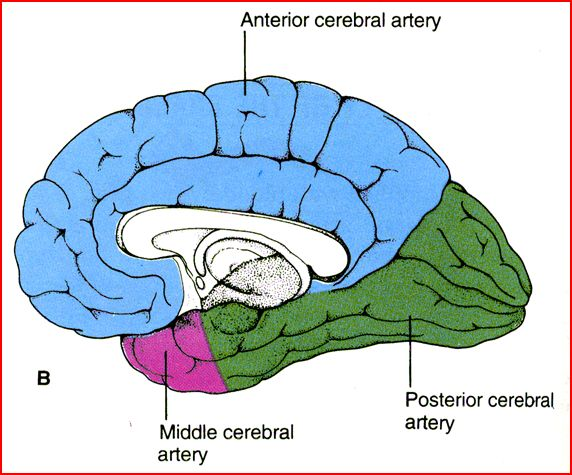 Anterior cerebral artery
B
Middle cerebral
artery
Posterior cerebral
artery